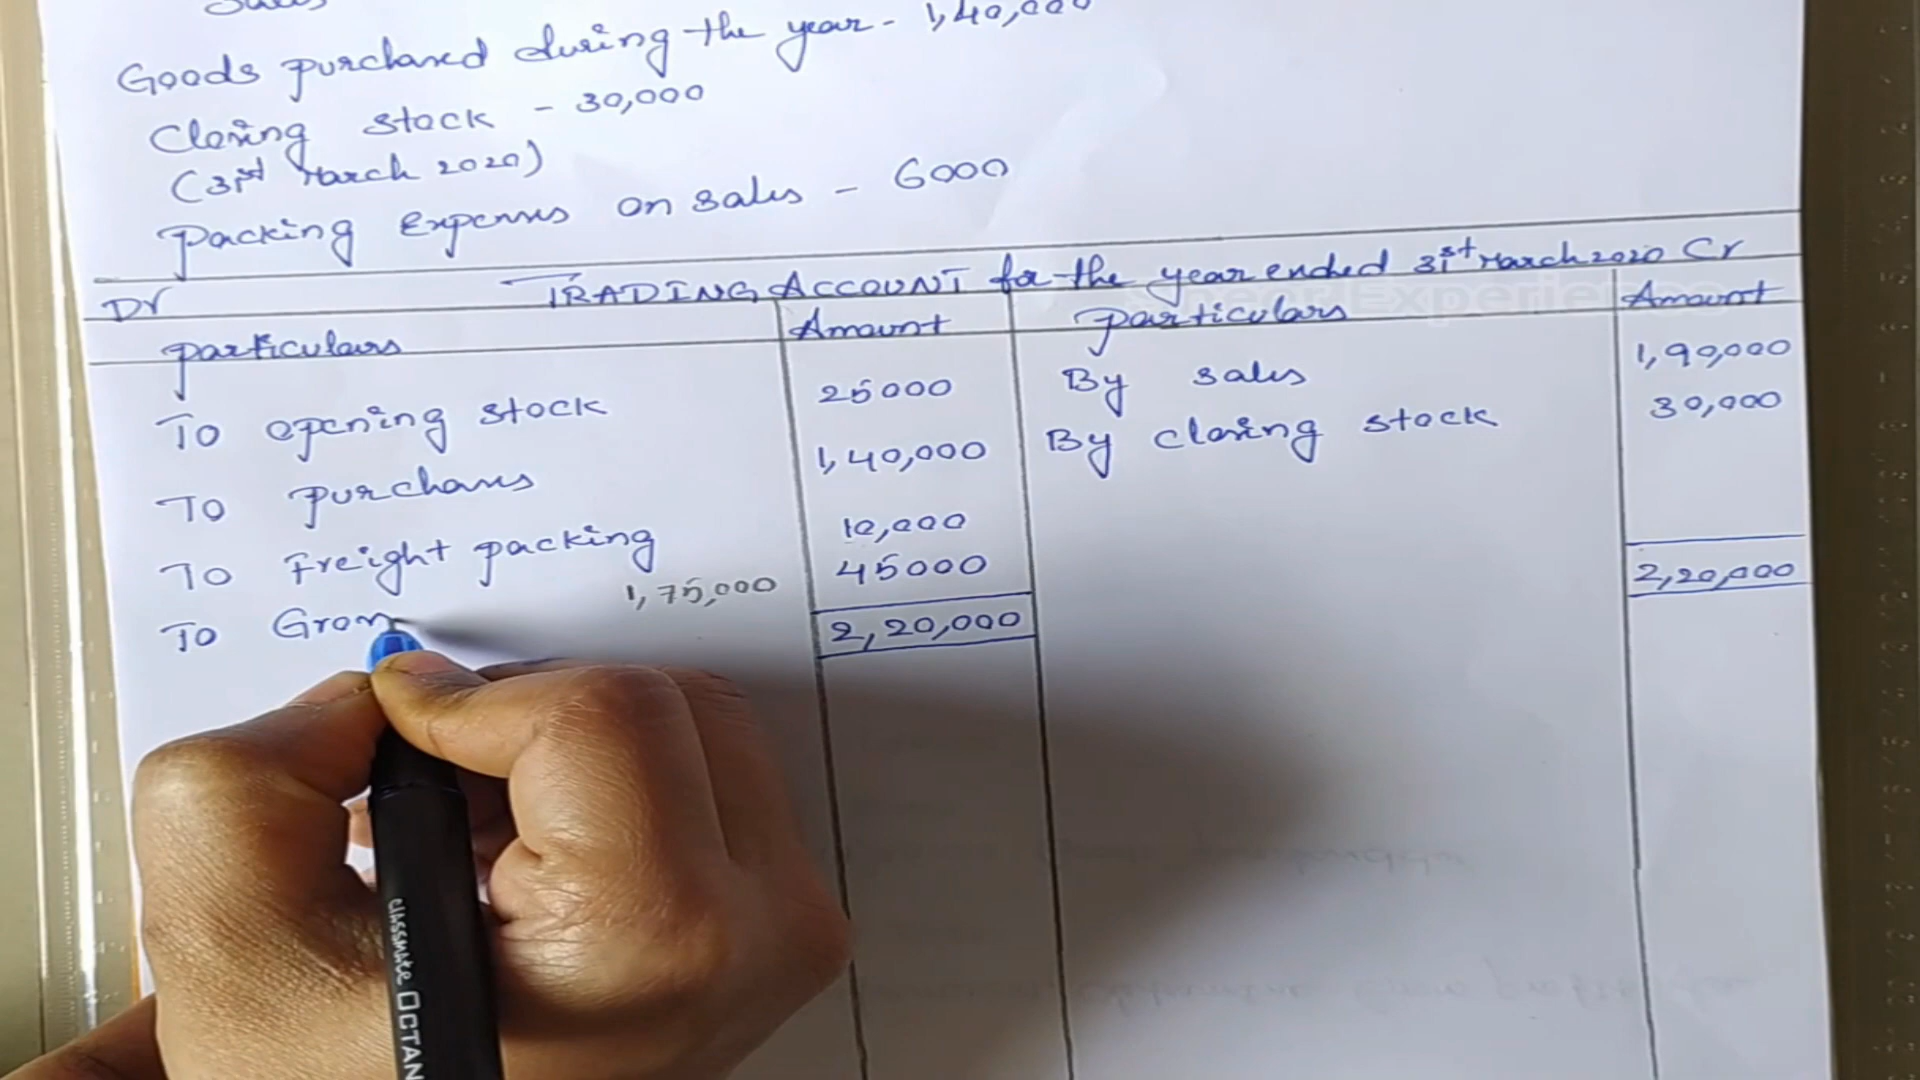 Sales
Goods purchased during the year - 1,40,000
Closing stock - 30,000
(31st March 2020)
Packing Expenses on sales - 6000
TRADING ACCOUNT for the year ended 31st March 2020 Cr
Dr
particulars Amount particulars Amount
To opening stock 25000 By sales 1,90,000
To purchases 1,40,000 By closing stock 30,000
To Freight packing 10,000
1,75,000 45000 2,20,000
To Gros 2,20,000
classmate OCTAN